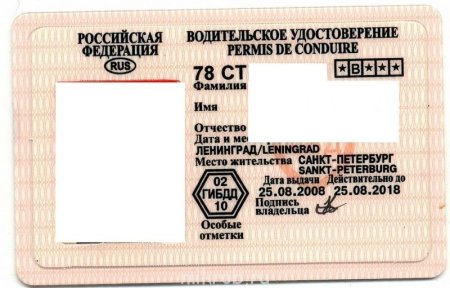 РОССИЙСКАЯ ФЕДЕРАЦИЯ
RUS
ВОДИТЕЛЬСКОЕ УДОСТОВЕРЕНИЕ
PERMIS DE CONDUIRE
78 СТ
*B***
Фамилия
Имя
Отчество
Дата и ме
ЛЕНИНГРАД/LENINGRAD
Место жительства САНКТ-ПЕТЕРБУРГ
SANKT-PETERBURG
Дата выдачи Действительно до
25.08.2008 25.08.2018
02
ГИБДД
10
Подпись
владельца
Особые
отметки